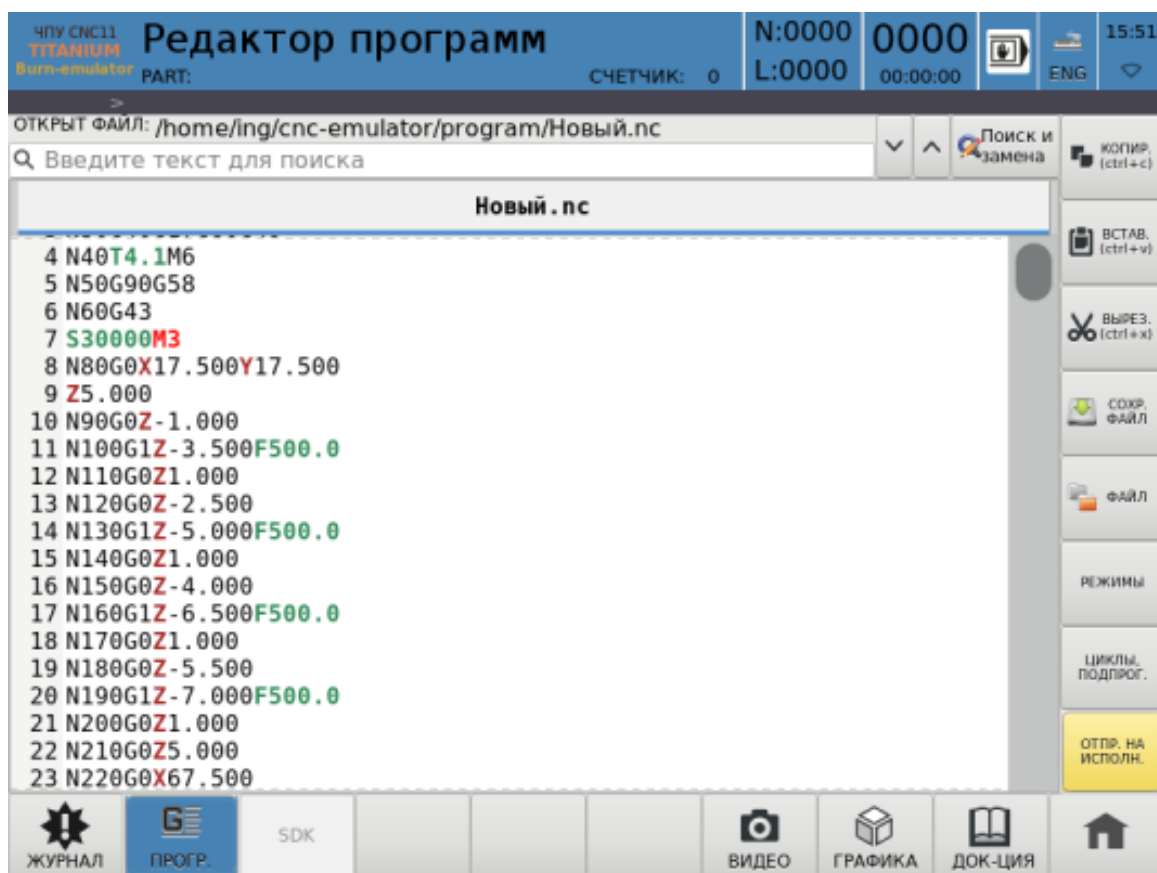 ЧПУ CNC11
TITANIUM
Burn-emulator
Редактор программ
PART:
СЧЕТЧИК: 0
N:0000
L:0000
0000
00:00:00
ENG
15:51
>
ОТКРЫТ ФАЙЛ: /home/ing/cnc-emulator/program/Новый.nc
Введите текст для поиска
Поиск и
замена
Новый.nc
4 N40T4.1M6
5 N50G90G58
6 N60G43
7 S30000M3
8 N80G0X17.500Y17.500
9 Z5.000
10 N90G0Z-1.000
11 N100G1Z-3.500F500.0
12 N110G0Z1.000
13 N120G0Z-2.500
14 N130G1Z-5.000F500.0
15 N140G0Z1.000
16 N150G0Z-4.000
17 N160G1Z-6.500F500.0
18 N170G0Z1.000
19 N180G0Z-5.500
20 N190G1Z-7.000F500.0
21 N200G0Z1.000
22 N210G0Z5.000
23 N220G0X67.500
КОПИР.
(ctrl+c)
ВСТАВ.
(ctrl+v)
ВЫРЕЗ.
(ctrl+x)
СОХР.
ФАЙЛ
ФАЙЛ
РЕЖИМЫ
ЦИКЛЫ,
ПОДПРОГ.
ОТПР. НА
ИСПОЛН.
ЖУРНАЛ
ПРОГР.
SDK
ВИДЕО
ГРАФИКА
ДОК-ЦИЯ